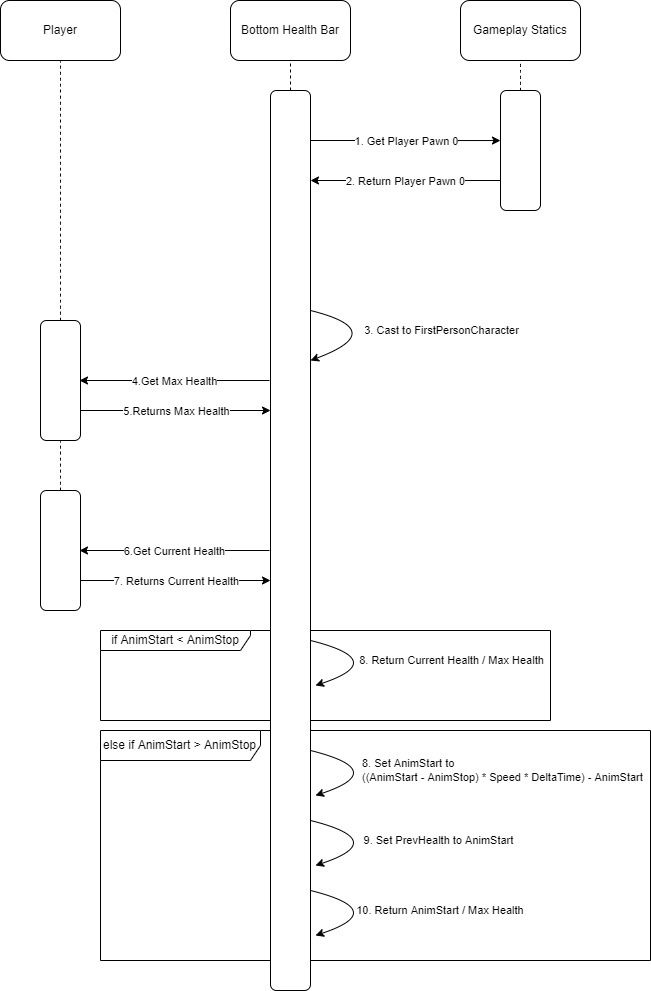 Player
Bottom Health Bar
Gameplay Statics
1. Get Player Pawn 0
2. Return Player Pawn 0
3. Cast to FirstPersonCharacter
4.Get Max Health
5.Returns Max Health
6.Get Current Health
7. Returns Current Health
if AnimStart < AnimStop
8. Return Current Health / Max Health
else if AnimStart > AnimStop
8. Set AnimStart to
((AnimStart - AnimStop) * Speed * DeltaTime) - AnimStart
9. Set PrevHealth to AnimStart
10. Return AnimStart / Max Health